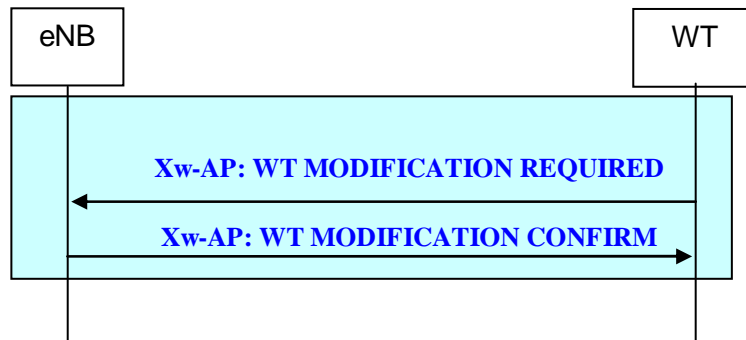 eNB
WT
Xw-AP: WT MODIFICATION REQUIRED
Xw-AP: WT MODIFICATION CONFIRM